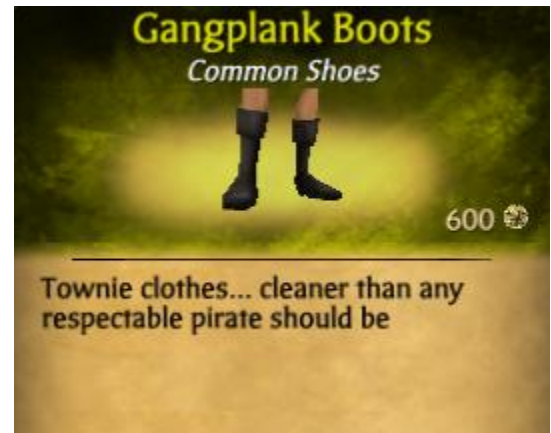 Gangplank Boots
Common Shoes
600
Townie clothes... cleaner than any
respectable pirate should be